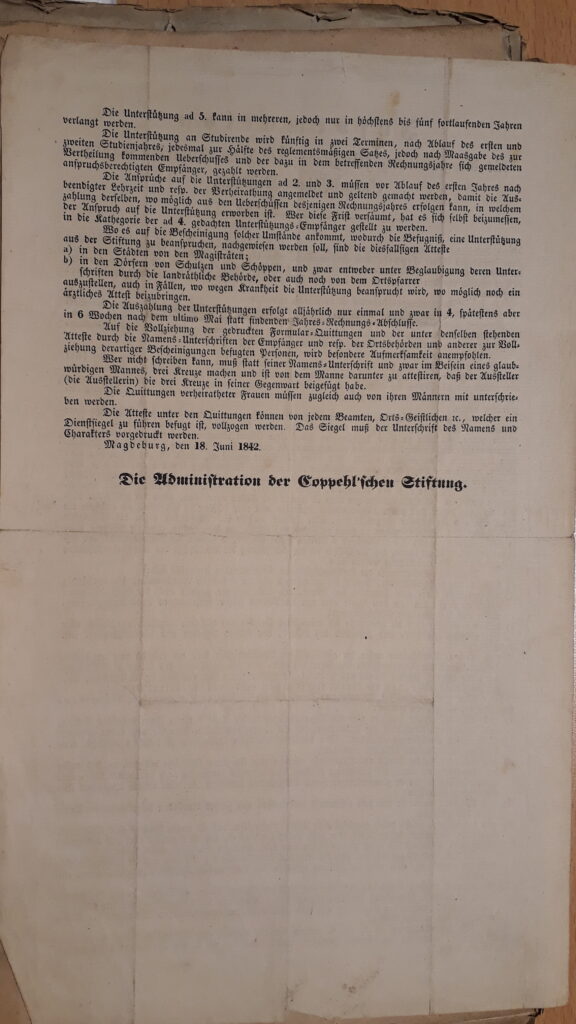 Die Unterstützung ad 5. kann in mehreren, jedoch nur in höchstens bis fünf fortlaufenden Jahren
verlangt werden.
Die Unterstützung an Studirende wird künftig in zwei Terminen, nach Ablauf des ersten und
zweiten Studienjahres, jedesmal zur Hälfte des reglementsmäßigen Satzes, jedoch nach Maasgabe des zur
Vertheilung kommenden Ueberschusses und der dazu in dem betreffenden Rechnungsjahre sich gemeldeten
anspruchsberechtigten Empfänger, gezahlt werden.
Die Ansprüche auf die Unterstützungen ad 2. und 3. müssen vor Ablauf des ersten Jahres nach
beendigter Lehrzeit und resp. der Verheirathung angemeldet und geltend gemacht werden, damit die Aus-
zahlung derselben, wo möglich aus den Ueberschüssen desjenigen Rechnungsjahres erfolgen kann, in welchem
der Anspruch auf die Unterstützung erworben ist. Wer diese Frist versäumt, hat es sich selbst beizumessen,
in die Kathegorie der ad 4. gedachten Unterstützungs-Empfänger gestellt zu werden.
Wo es auf die Bescheinigung solcher Umstände ankommt, wodurch die Befugniß, eine Unterstützung
aus der Stiftung zu beanspruchen, nachgewiesen werden soll, sind die diesfallsigen Atteste
a) in den Städten von den Magisträten;
b) in den Dörfern von Schulzen und Schöppen, und zwar entweder unter Beglaubigung deren Unter-
schriften durch die landräthliche Behörde, oder auch noch von dem Ortspfarrer
auszustellen, auch in Fällen, wo wegen Krankheit die Unterstützung beansprucht wird, wo möglich noch ein
ärztliches Attest beizubringen.
Die Auszahlung der Unterstützungen erfolgt alljährlich nur einmal und zwar in 4, spätestens aber
in 6 Wochen nach dem ultimo Mai statt findenden Jahres-Rechnungs-Abschlusse.
Auf die Vollziehung der gedruckten Formular-Quittungen und der unter denselben stehenden
Atteste durch die Namens-Unterschriften der Empfänger und resp. der Ortsbehörden und anderer zur Voll-
ziehung derartiger Bescheinigungen befugten Personen, wird besondere Aufmerksamkeit anempfohlen.
Wer nicht schreiben kann, muß statt seiner Namens-Unterschrift und zwar im Beisein eines glaub-
würdigen Mannes, drei Kreuze machen und ist von dem Manne darunter zu attestiren, daß der Aussteller
(die Ausstellerin) die drei Kreuze in seiner Gegenwart beigefügt habe.
Die Quittungen verheiratheter Frauen müssen zugleich auch von ihren Männern mit unterschrie-
ben werden.
Die Atteste unter den Quittungen können von jedem Beamten, Orts-Geistlichen ꝛc., welcher ein
Dienstsiegel zu führen befugt ist, vollzogen werden. Das Siegel muß der Unterschrift des Namens und
Charakters vorgedruckt werden.
Magdeburg, den 18. Juni 1842.
Die Administration der Coppehl'schen Stiftung.